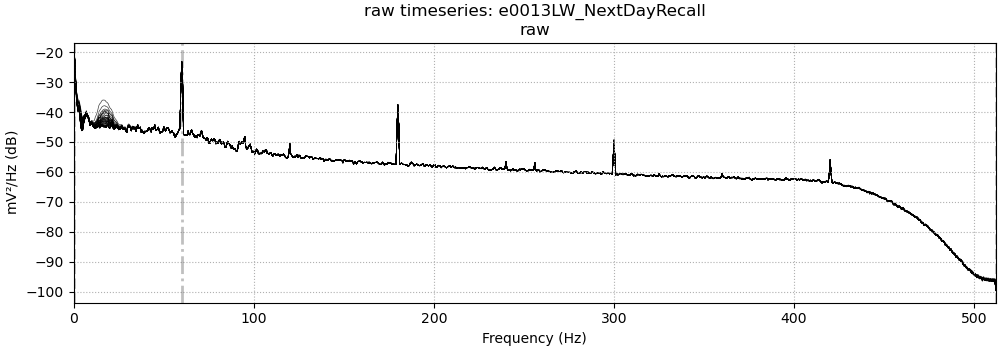 raw timeseries: e0013LW_NextDayRecall
raw
−20
−30
−40
−50
−60
−70
−80
−90
−100
mV²/Hz (dB)
0 100 200 300 400 500
Frequency (Hz)